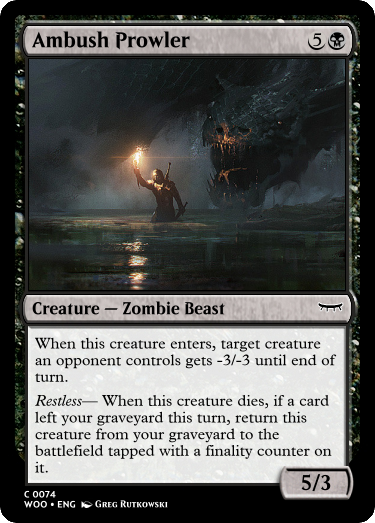 Ambush Prowler 5
Creature — Zombie Beast
When this creature enters, target creature
an opponent controls gets -3/-3 until end of
turn.
Restless— When this creature dies, if a card
left your graveyard this turn, return this
creature from your graveyard to the
battlefield tapped with a finality counter on
it.
5/3
C 0074
WOO • ENG Greg Rutkowski